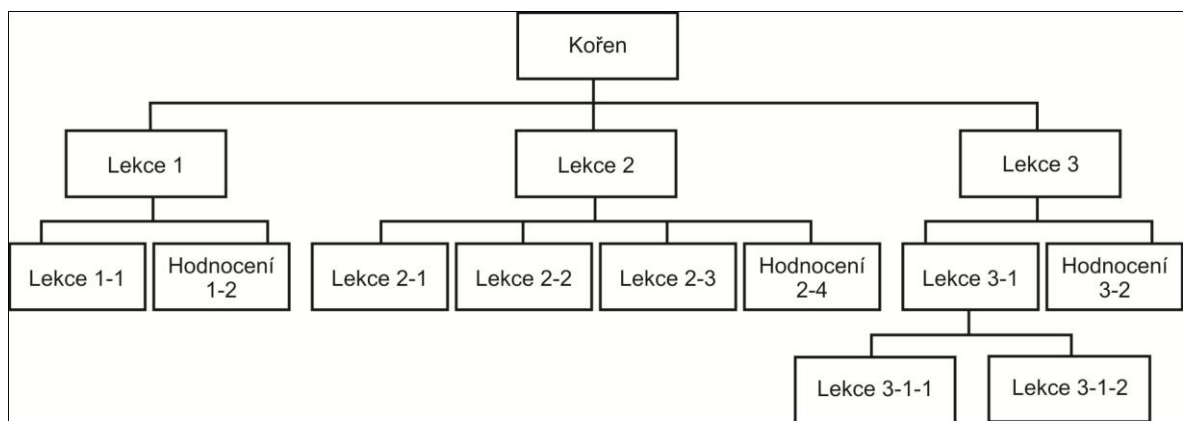 Kořen
Lekce 1
Lekce 2
Lekce 3
Lekce 1-1
Hodnocení
1-2
Lekce 2-1
Lekce 2-2
Lekce 2-3
Hodnocení
2-4
Lekce 3-1
Hodnocení
3-2
Lekce 3-1-1
Lekce 3-1-2